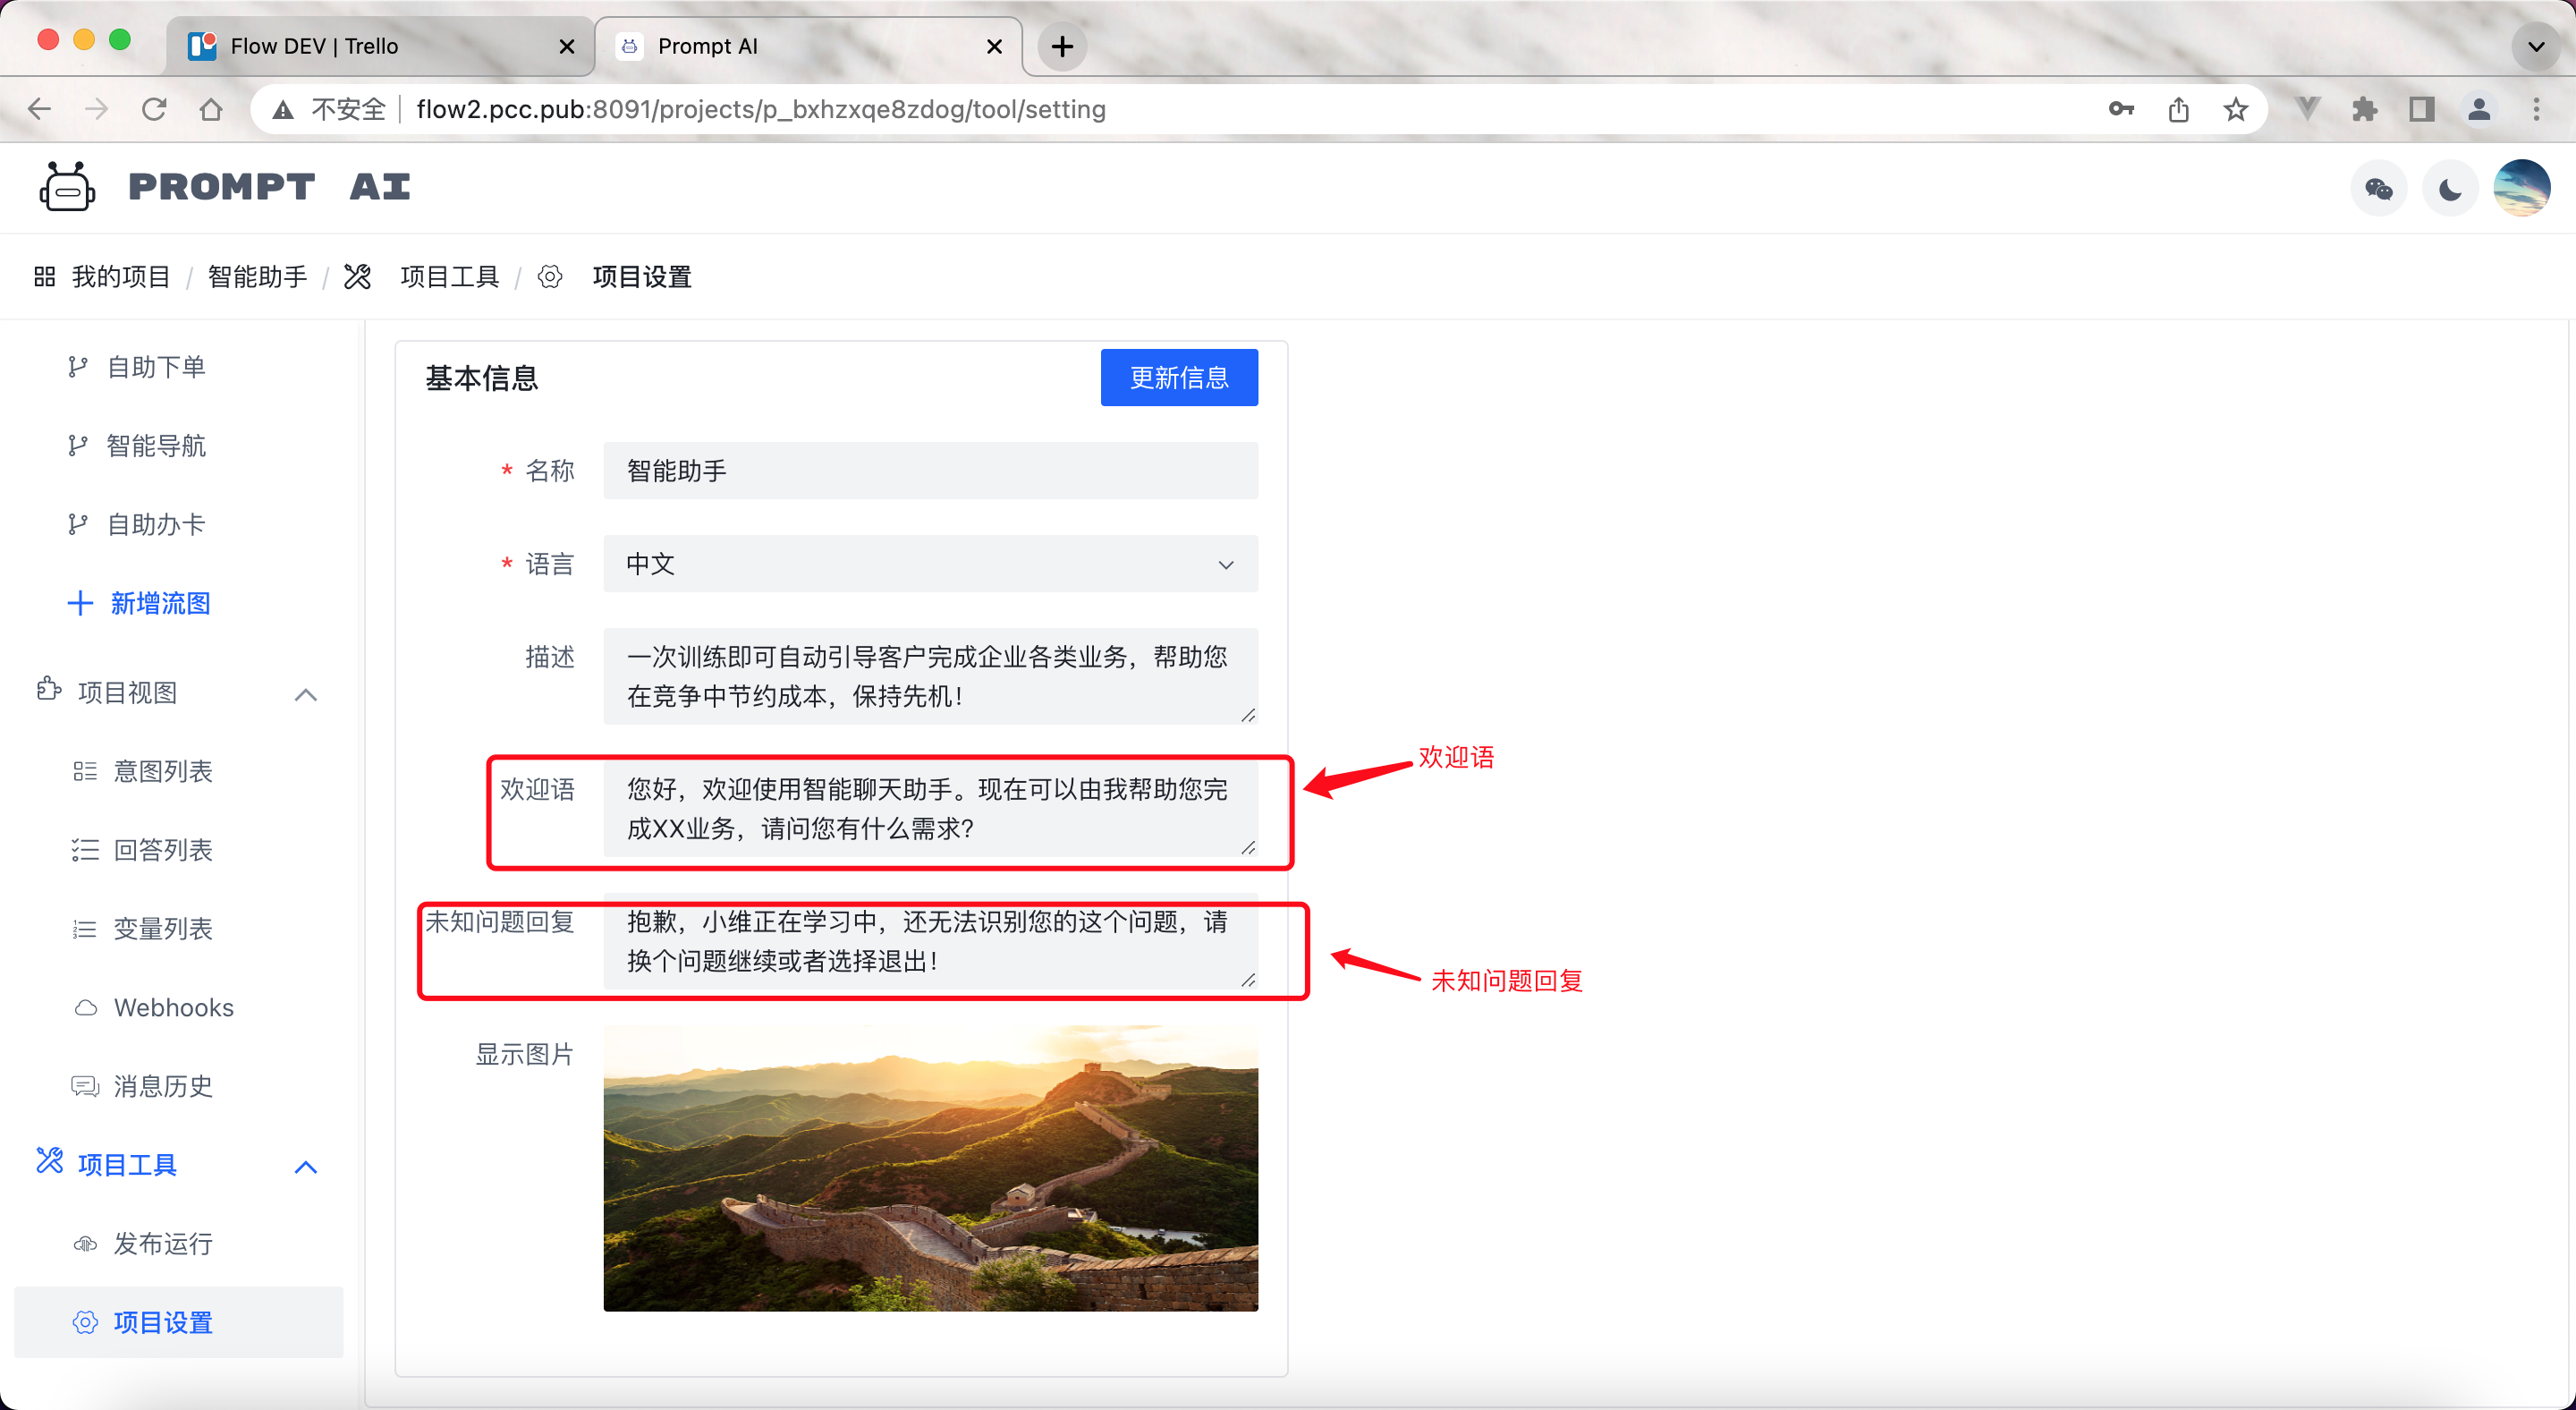 Flow DEV | Trello
Prompt AI
不安全
flow2.pcc.pub:8091/projects/p_bxhzxqe8zdog/tool/setting
PROMPT AI
我的项目 / 智能助手 / 项目工具 / 项目设置
自助下单
智能导航
自助办卡
新增流图
项目视图
意图列表
回答列表
变量列表
Webhooks
消息历史
项目工具
发布运行
项目设置
基本信息
更新信息
* 名称
智能助手
* 语言
中文
描述
一次训练即可自动引导客户完成企业各类业务，帮助您
在竞争中节约成本，保持先机！
欢迎语
您好，欢迎使用智能聊天助手。现在可以由我帮助您完
成XX业务，请问您有什么需求?
欢迎语
未知问题回复
抱歉，小维正在学习中，还无法识别您的这个问题，请
换个问题继续或者选择退出！
未知问题回复
显示图片